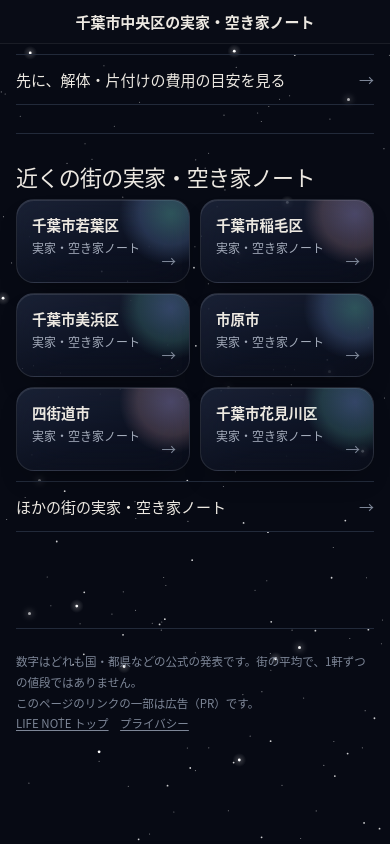 千葉市中央区の実家・空き家ノート
先に、解体・片付けの費用の目安を見る →
近くの街の実家・空き家ノート
千葉市若葉区
実家・空き家ノート
→
千葉市稲毛区
実家・空き家ノート
→
千葉市美浜区
実家・空き家ノート
→
市原市
実家・空き家ノート
→
四街道市
実家・空き家ノート
→
千葉市花見川区
実家・空き家ノート
→
ほかの街の実家・空き家ノート →
数字はどれも国・都県などの公式の発表です。街の平均で、1軒ずつ
の値段ではありません。
このページのリンクの一部は広告（PR）です。
LIFE NOTE トップ プライバシー